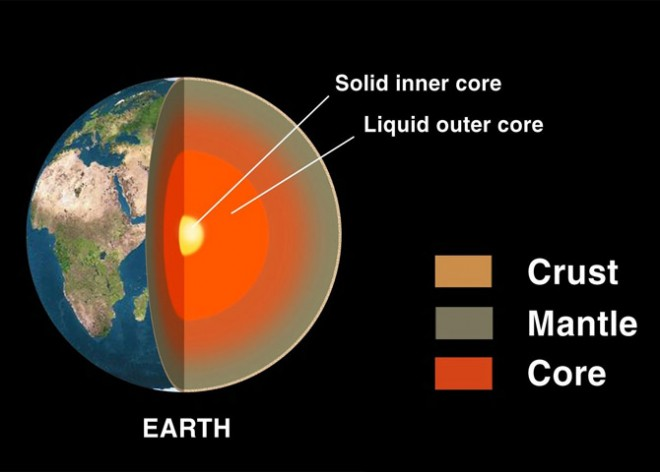 Solid inner core
Liquid outer core
Crust
Mantle
Core
EARTH